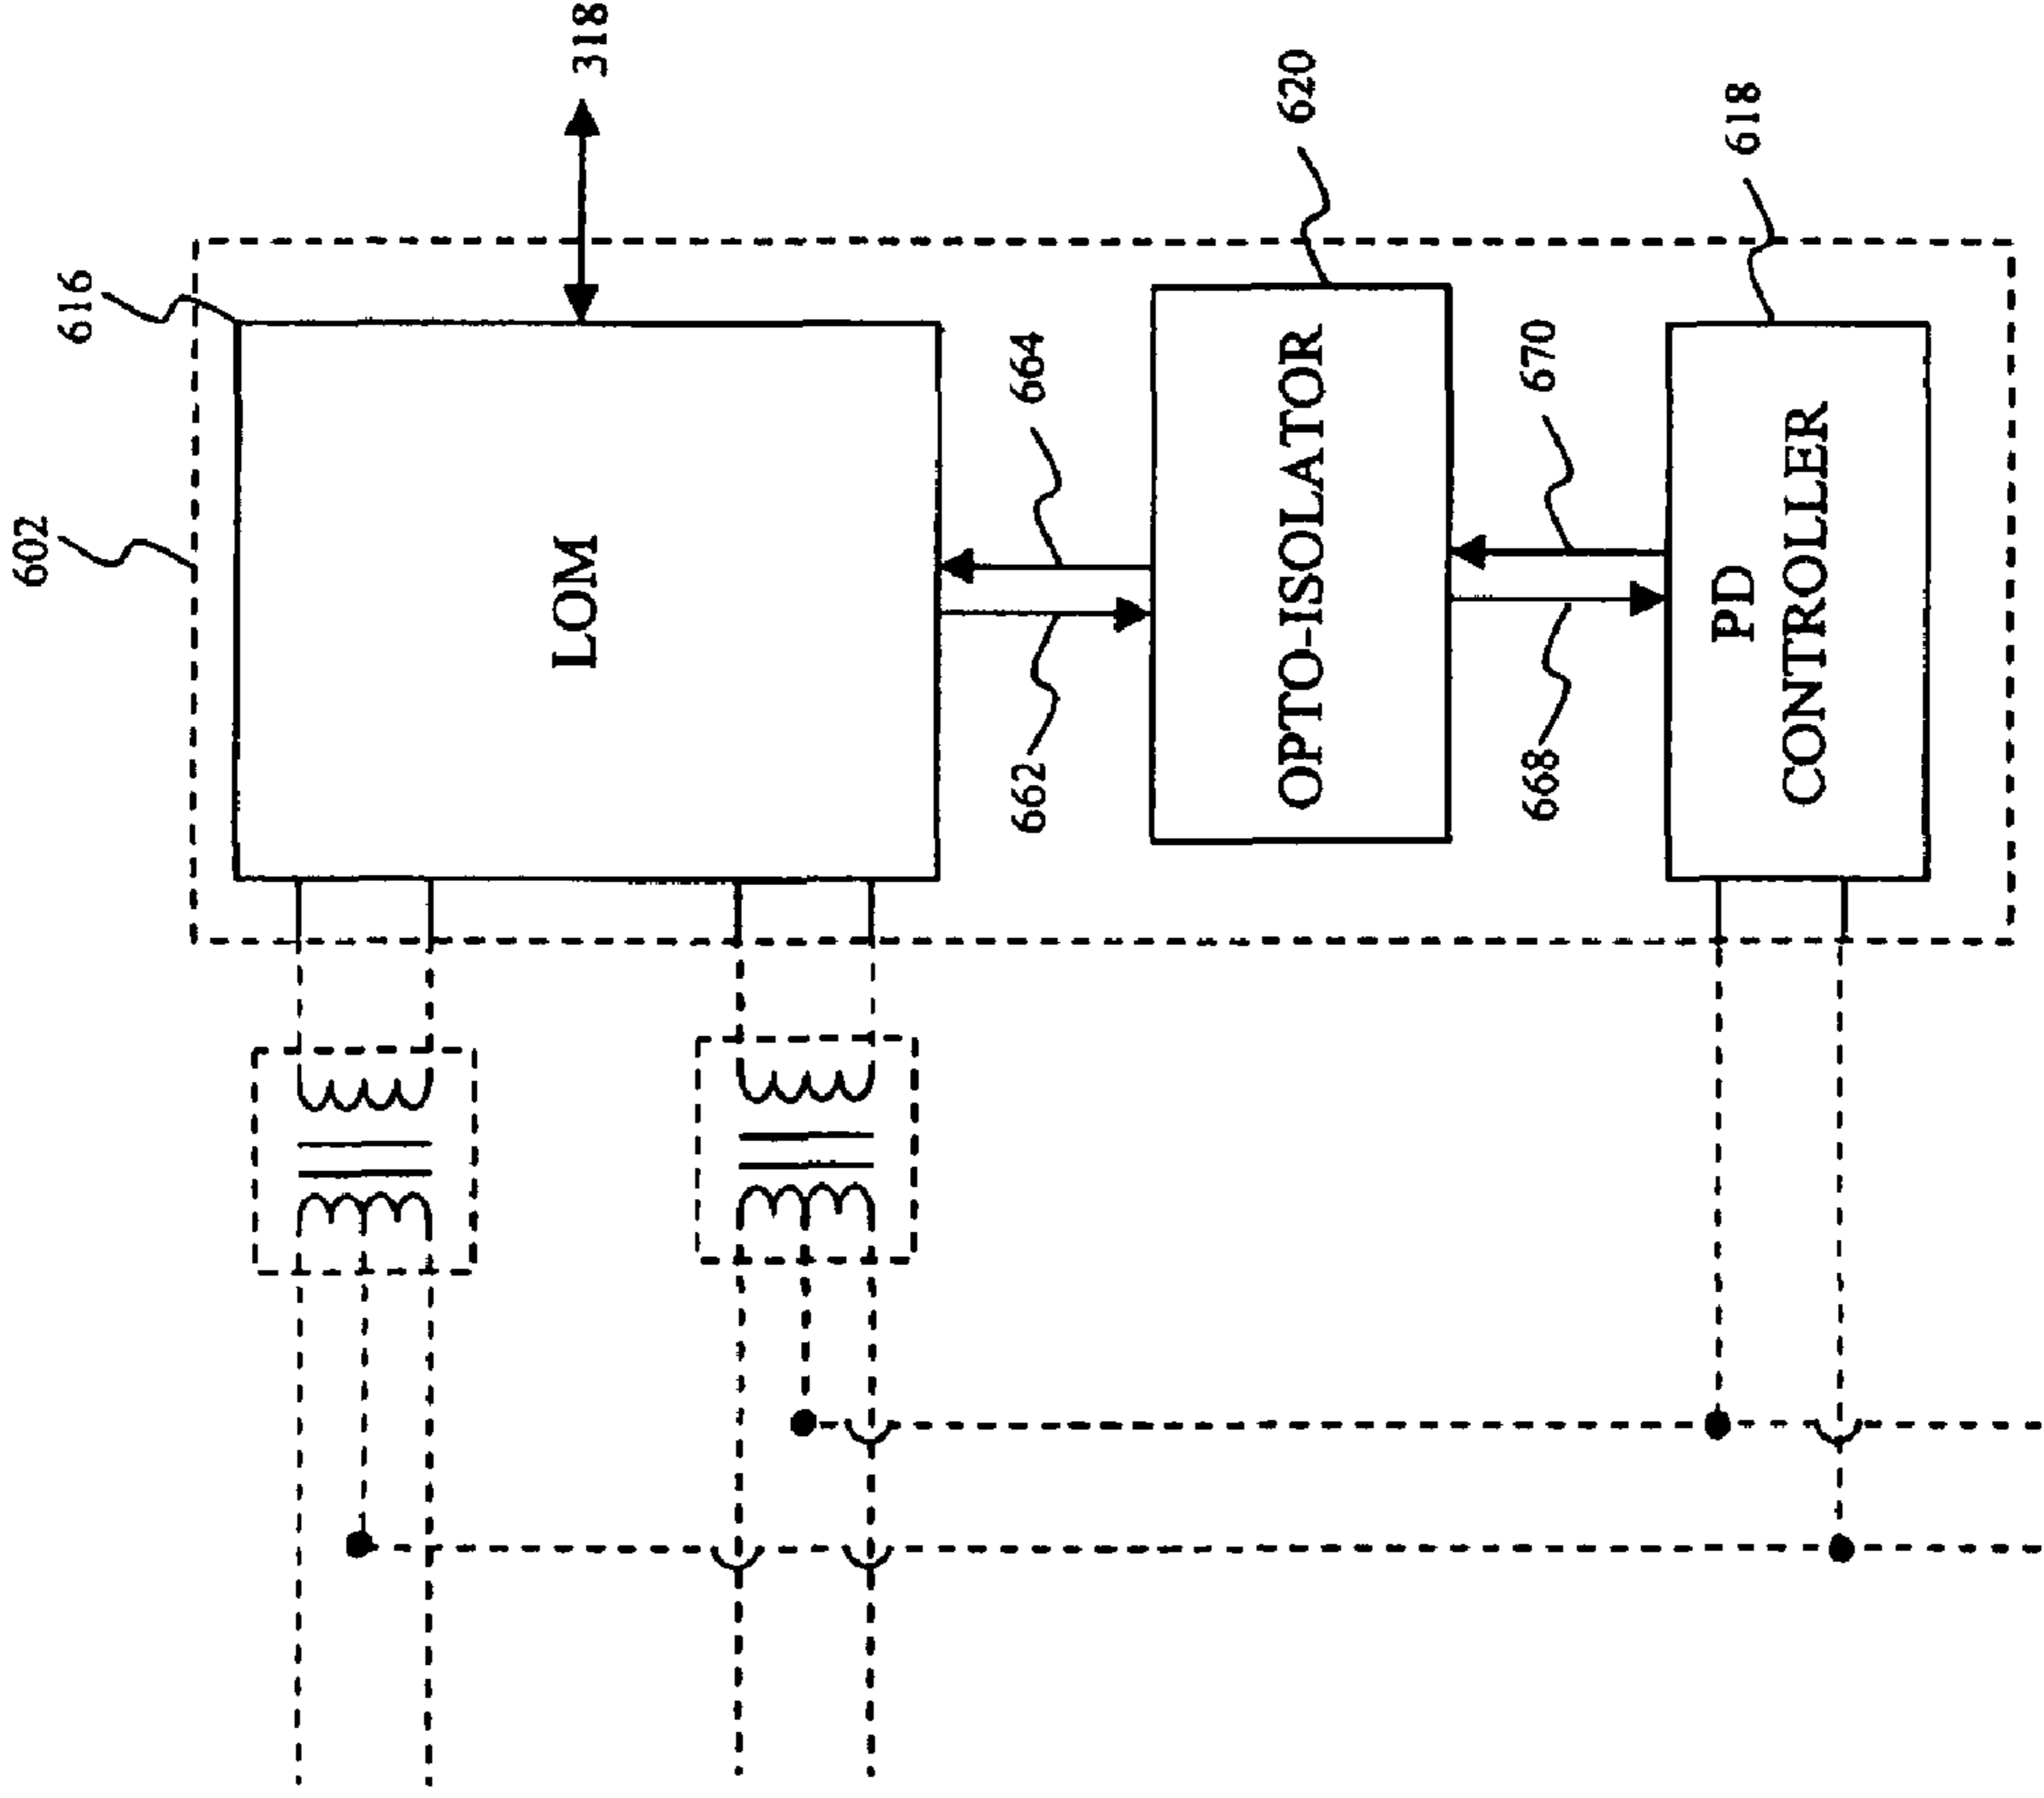 602
616
LOM
318
662
664
OPTO-ISOLATOR
620
668
670
PD
CONTROLLER
618